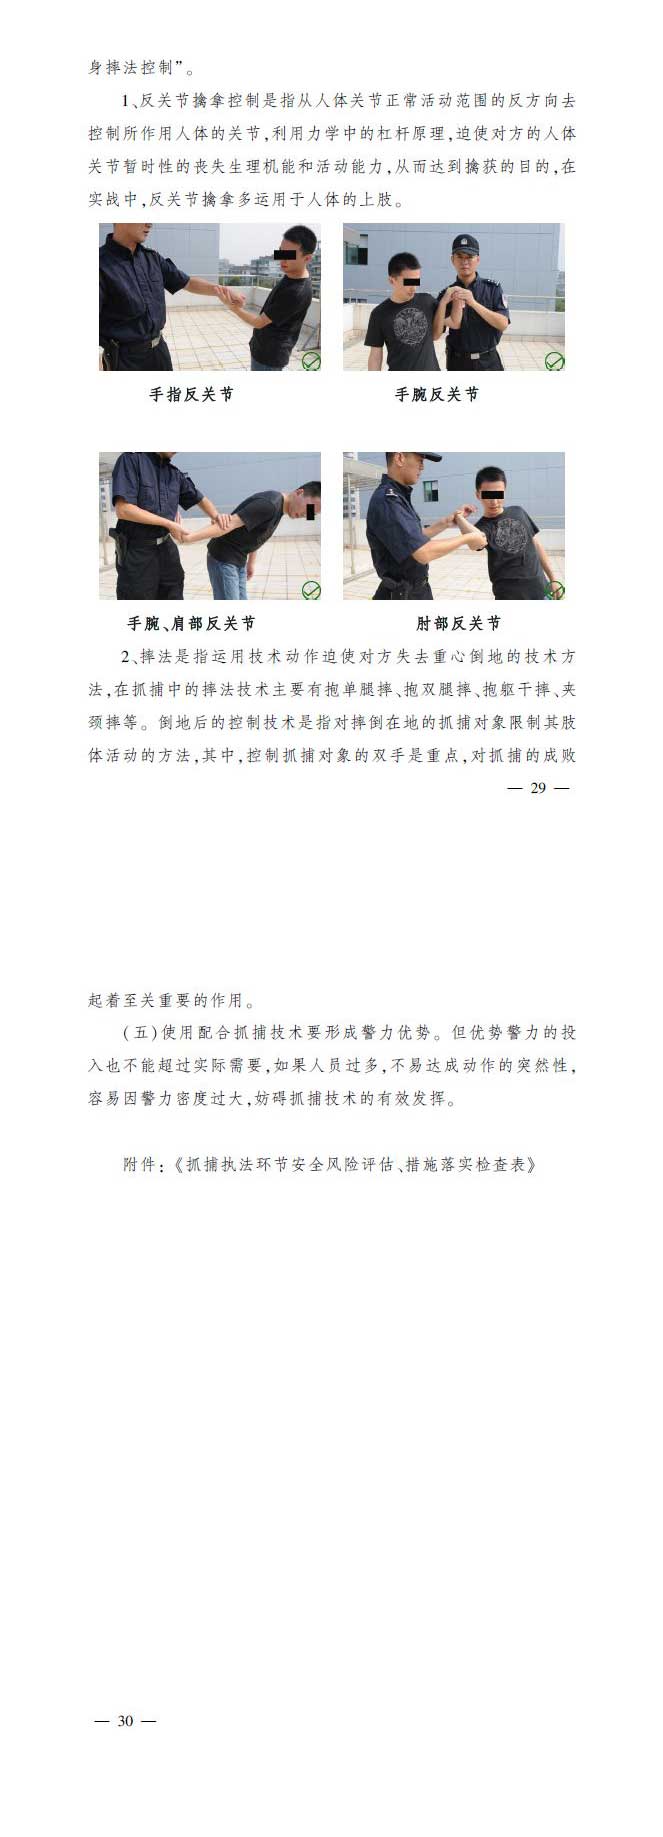 身摔法控制”。
1、反关节擒拿控制是指从人体关节正常活动范围的反方向去
控制所作用人体的关节,利用力学中的杠杆原理,迫使对方的人体
关节暂时性的丧失生理机能和活动能力,从而达到擒获的目的,在
实战中,反关节擒拿多运用于人体的上肢。
手指反关节
手腕反关节
手腕、肩部反关节
肘部反关节
2、摔法是指运用技术动作迫使对方失去重心倒地的技术方
法,在抓捕中的摔法技术主要有抱单腿摔、抱双腿摔、抱躯干摔、夹
颈摔等。倒地后的控制技术是指对摔倒在地的抓捕对象限制其肢
体活动的方法,其中,控制抓捕对象的双手是重点,对抓捕的成败
— 29 —
起着至关重要的作用。
(五)使用配合抓捕技术要形成警力优势。但优势警力的投
入也不能超过实际需要,如果人员过多,不易达成动作的突然性,
容易因警力密度过大,妨碍抓捕技术的有效发挥。
附件:《抓捕执法环节安全风险评估、措施落实检查表》
— 30 —